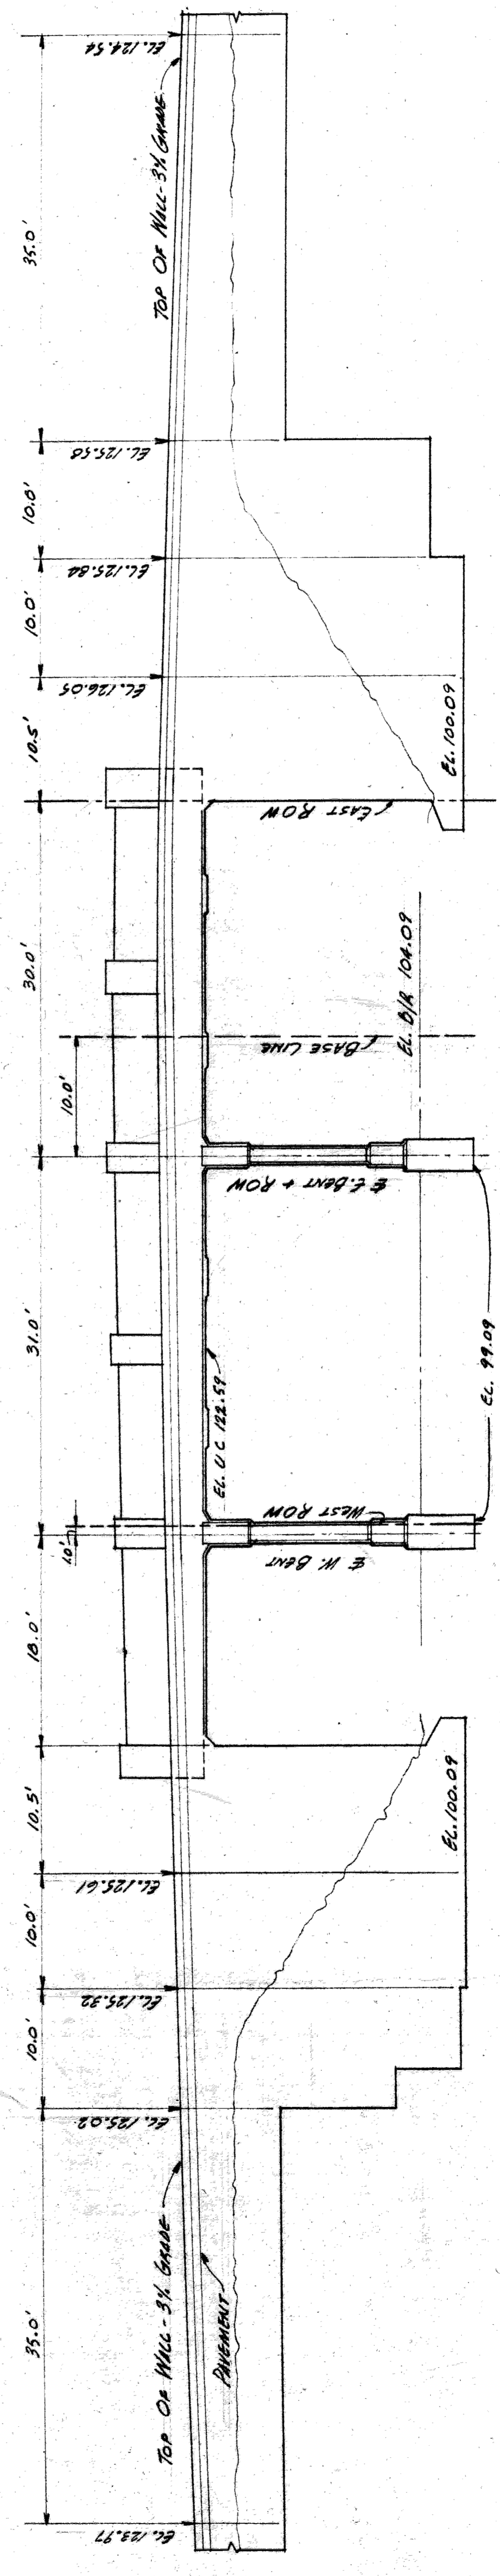 35.0'
10.0'
10.0'
10.5'
30.0'
10.0'
31.0'
1.0'
18.0'
10.5'
10.0'
10.0'
35.0'
EL. 124.54
TOP OF WALL - 3% GRADE
EL. 125.58
EL. 125.84
EL. 126.05
EL. 100.09
EAST ROW
BASE LINE
EL. B/R 104.09
℄ E. BENT + ROW
EL. U C 122.59
EL. 99.09
WEST ROW
℄ W. BENT
EL. 100.09
EL. 125.61
EL. 125.32
EL. 125.02
TOP OF WALL - 3% GRADE
PAVEMENT
EL. 123.97